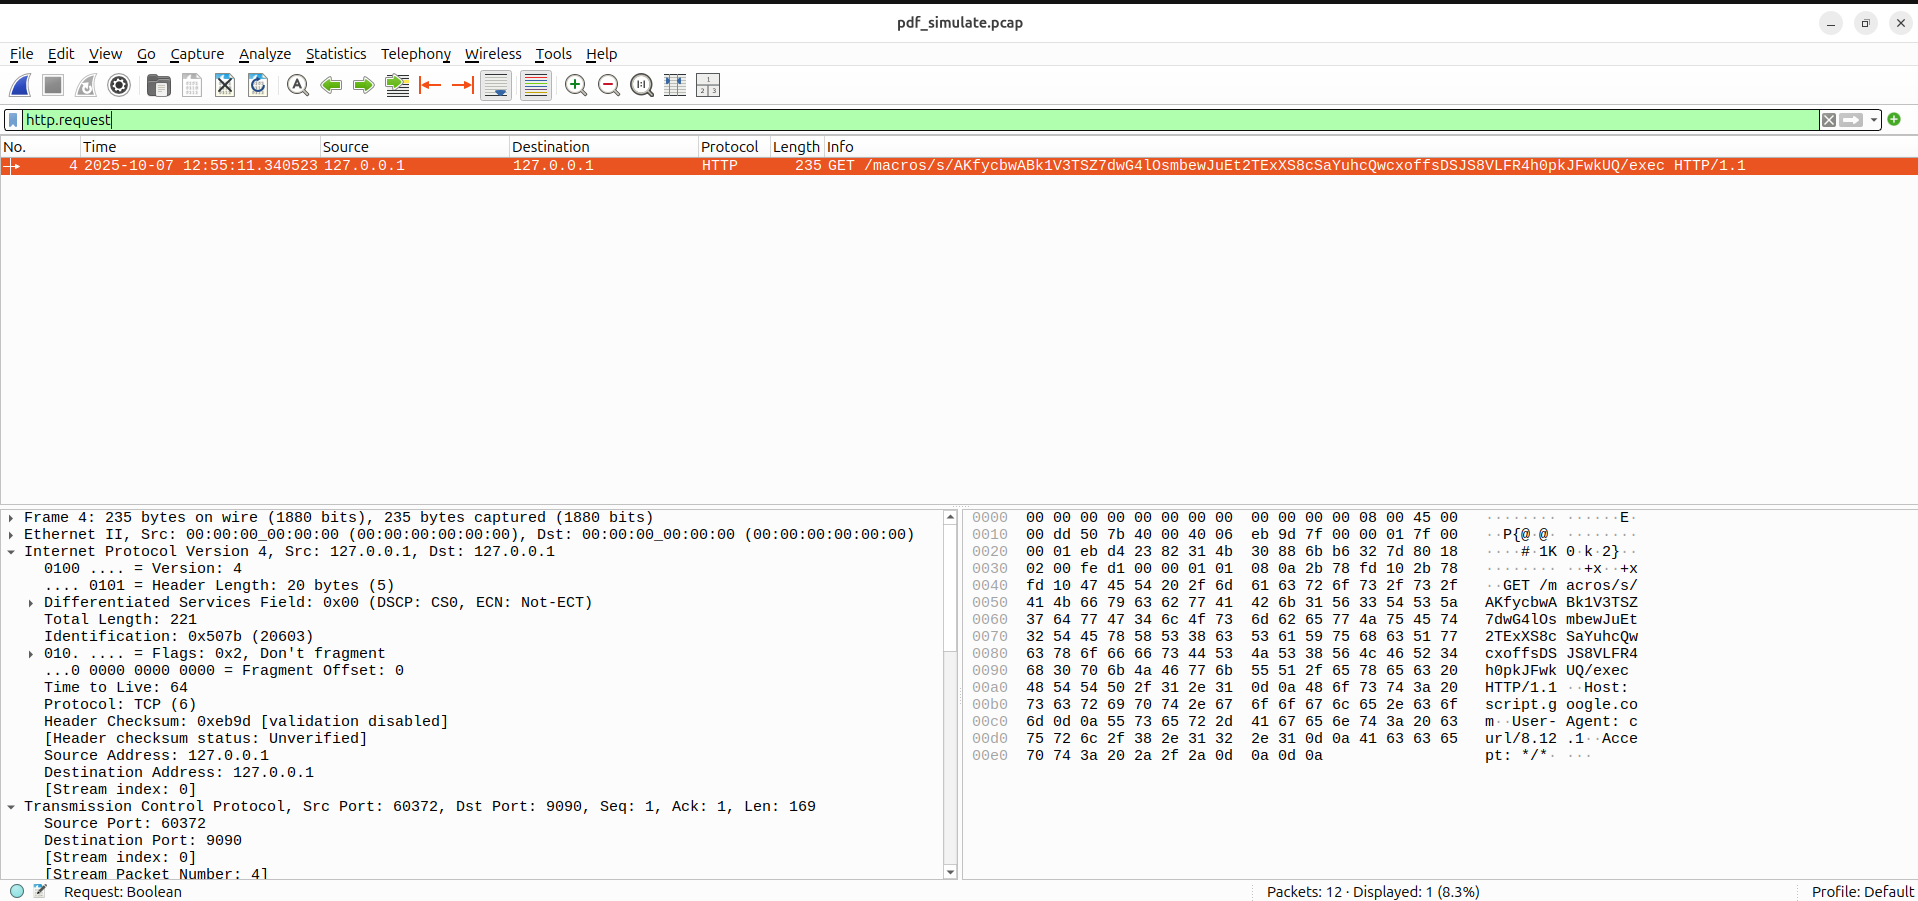 pdf_simulate.pcap
File Edit View Go Capture Analyze Statistics Telephony Wireless Tools Help
http.request
No. Time Source Destination Protocol Length Info
4 2025-10-07 12:55:11.340523 127.0.0.1 127.0.0.1 HTTP 235 GET /macros/s/AKfycbwABk1V3TSZ7dwG4lOsmbewJuEt2TExXS8cSaYuhcQwcxoffsDSJS8VLFR4h0pkJFwkUQ/exec HTTP/1.1
Frame 4: 235 bytes on wire (1880 bits), 235 bytes captured (1880 bits)
Ethernet II, Src: 00:00:00_00:00:00 (00:00:00:00:00:00), Dst: 00:00:00_00:00:00 (00:00:00:00:00:00)
Internet Protocol Version 4, Src: 127.0.0.1, Dst: 127.0.0.1
0100 .... = Version: 4
.... 0101 = Header Length: 20 bytes (5)
Differentiated Services Field: 0x00 (DSCP: CS0, ECN: Not-ECT)
Total Length: 221
Identification: 0x507b (20603)
010. .... = Flags: 0x2, Don't fragment
...0 0000 0000 0000 = Fragment Offset: 0
Time to Live: 64
Protocol: TCP (6)
Header Checksum: 0xeb9d [validation disabled]
[Header checksum status: Unverified]
Source Address: 127.0.0.1
Destination Address: 127.0.0.1
[Stream index: 0]
Transmission Control Protocol, Src Port: 60372, Dst Port: 9090, Seq: 1, Ack: 1, Len: 169
Source Port: 60372
Destination Port: 9090
[Stream index: 0]
[Stream Packet Number: 4]
0000 00 00 00 00 00 00 00 00 00 00 00 00 08 00 45 00 ········ ······E·
0010 00 dd 50 7b 40 00 40 06 eb 9d 7f 00 00 01 7f 00 ··P{@·@· ········
0020 00 01 eb d4 23 82 31 4b 30 88 6b b6 32 7d 80 18 ····#·1K 0·k·2}··
0030 02 00 fe d1 00 00 01 01 08 0a 2b 78 fd 10 2b 78 ········ ··+x··+x
0040 fd 10 47 45 54 20 2f 6d 61 63 72 6f 73 2f 73 2f ··GET /m acros/s/
0050 41 4b 66 79 63 62 77 41 42 6b 31 56 33 54 53 5a AKfycbwA Bk1V3TSZ
0060 37 64 77 47 34 6c 4f 73 6d 62 65 77 4a 75 45 74 7dwG4lOs mbewJuEt
0070 32 54 45 78 58 53 38 63 53 61 59 75 68 63 51 77 2TExXS8c SaYuhcQw
0080 63 78 6f 66 66 73 44 53 4a 53 38 56 4c 46 52 34 cxoffsDS JS8VLFR4
0090 68 30 70 6b 4a 46 77 6b 55 51 2f 65 78 65 63 20 h0pkJFwk UQ/exec
00a0 48 54 54 50 2f 31 2e 31 0d 0a 48 6f 73 74 3a 20 HTTP/1.1 ··Host:
00b0 73 63 72 69 70 74 2e 67 6f 6f 67 6c 65 2e 63 6f script.g oogle.co
00c0 6d 0d 0a 55 73 65 72 2d 41 67 65 6e 74 3a 20 63 m··User- Agent: c
00d0 75 72 6c 2f 38 2e 31 32 2e 31 0d 0a 41 63 63 65 url/8.12 .1··Acce
00e0 70 74 3a 20 2a 2f 2a 0d 0a 0d 0a pt: */*· ···
Request: Boolean
Packets: 12 · Displayed: 1 (8.3%)
Profile: Default